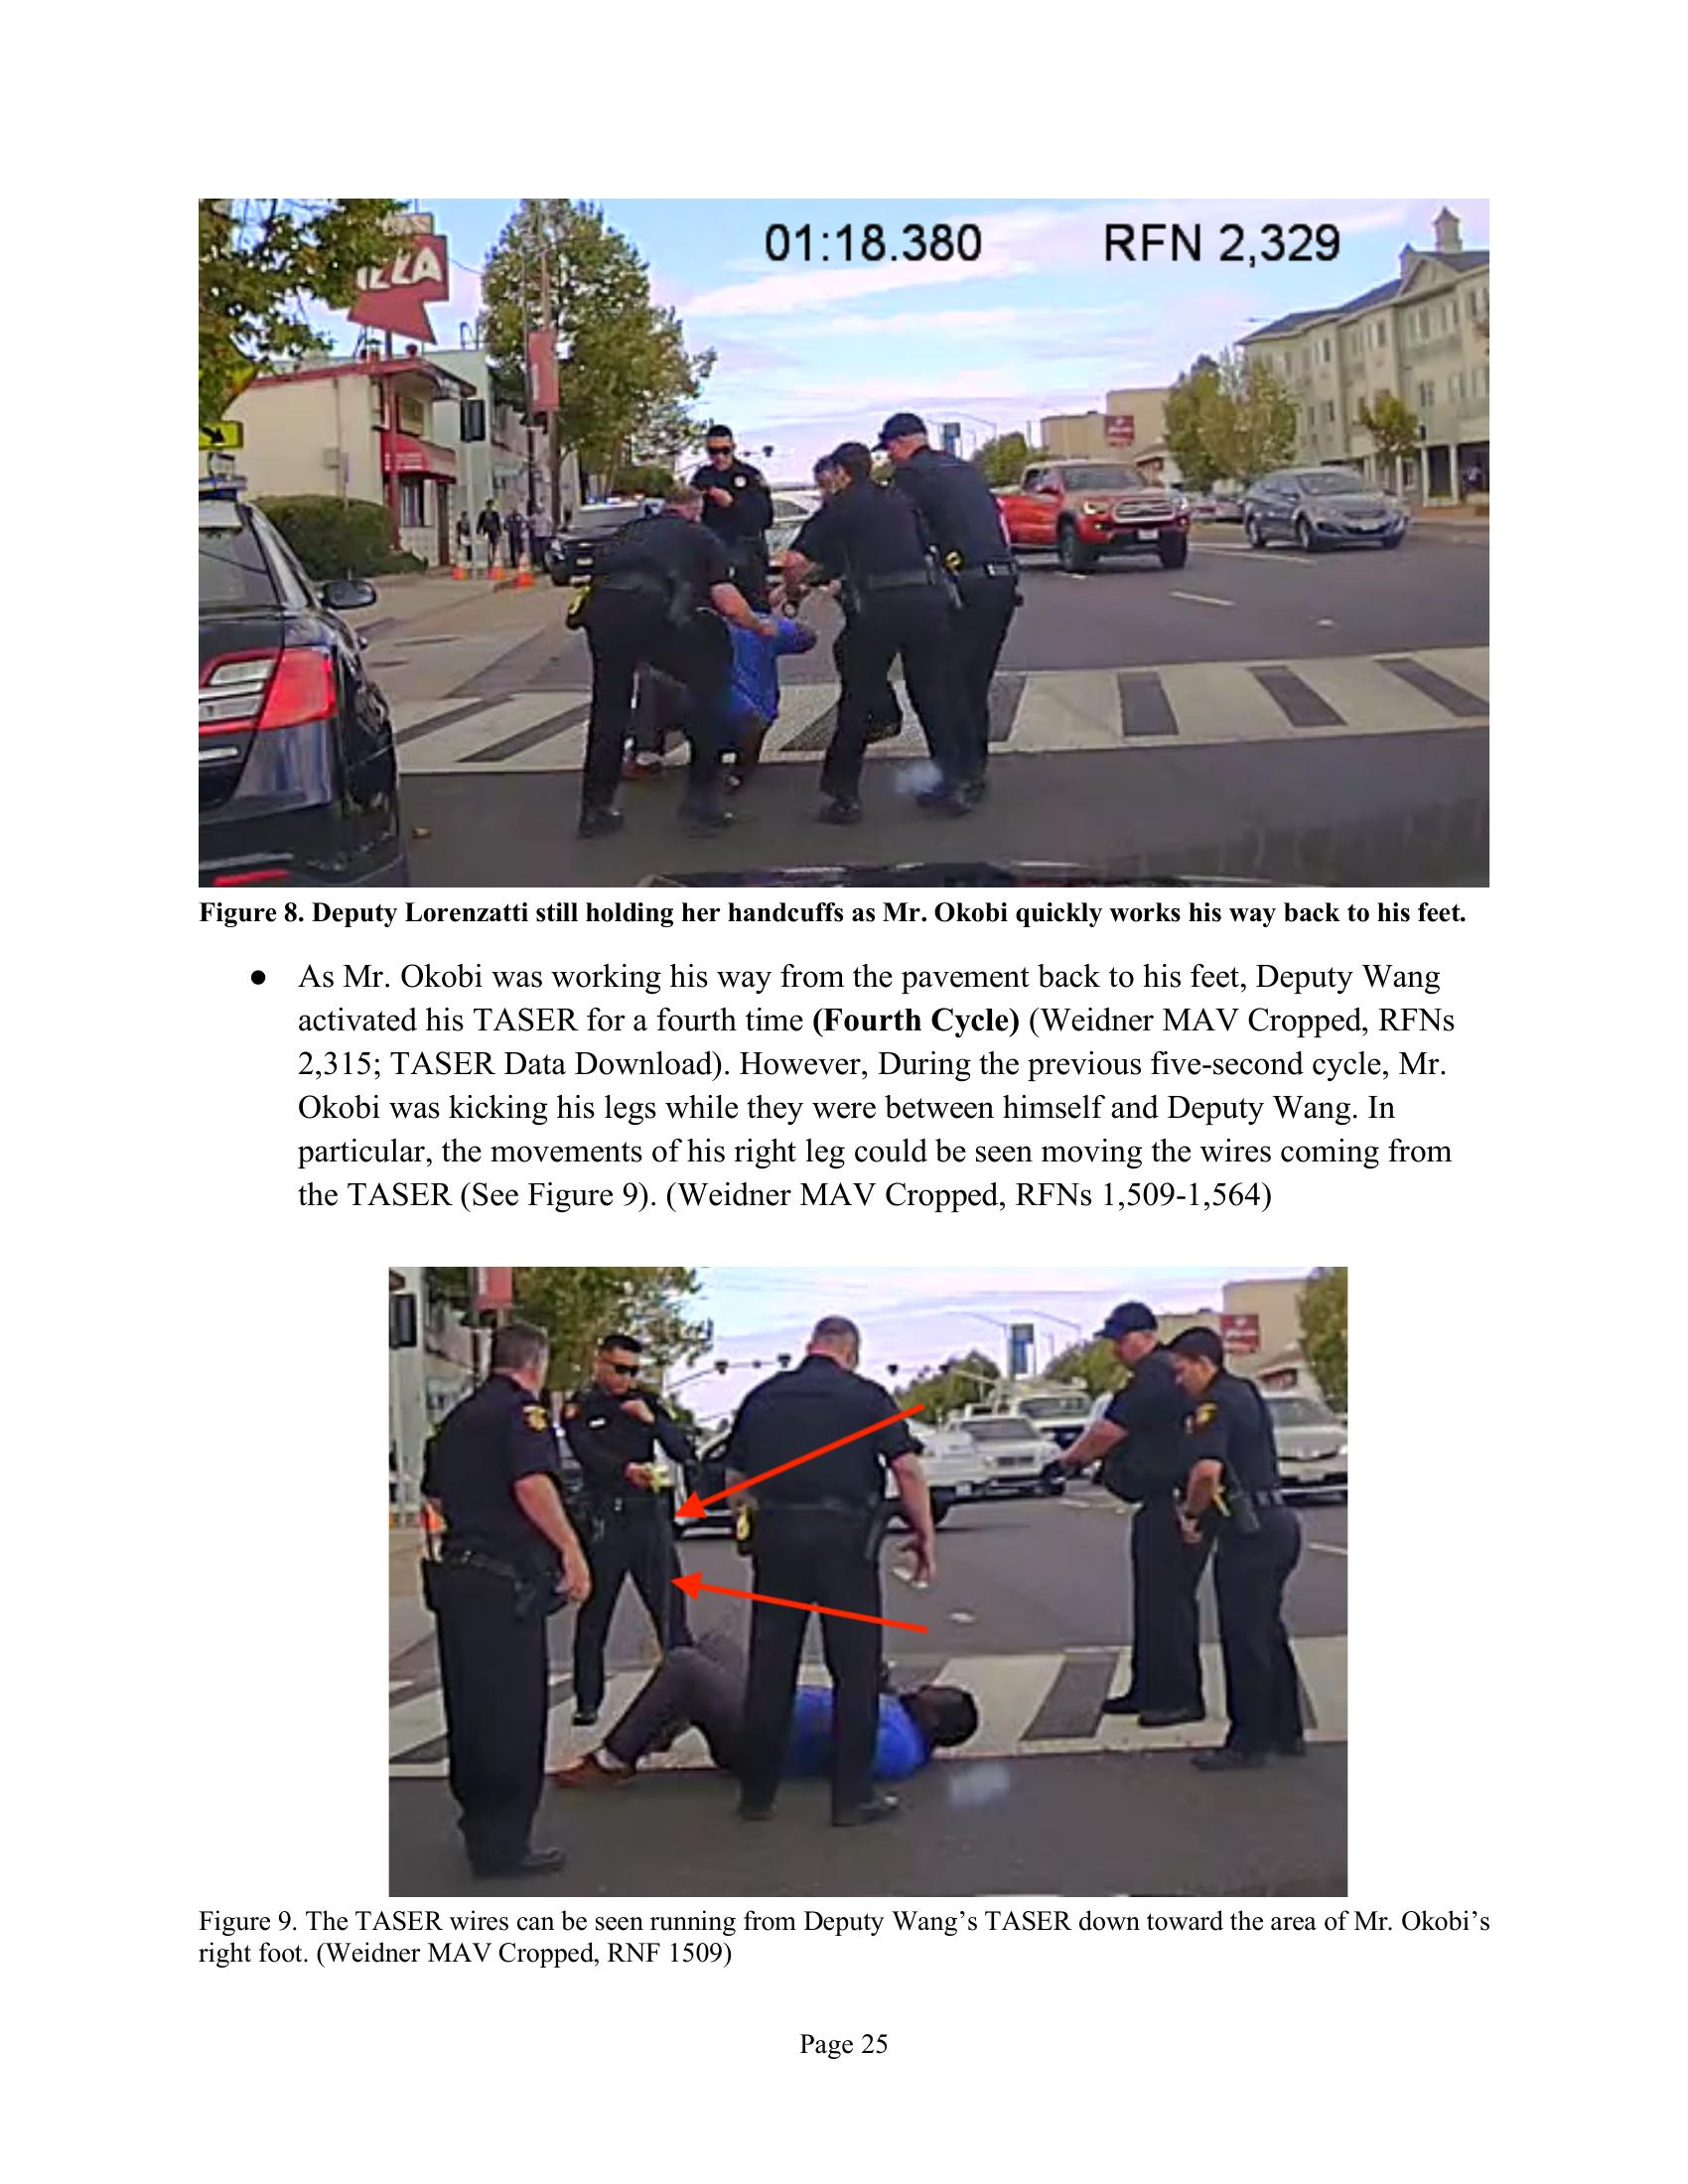 01:18.380 RFN 2,329
Figure 8. Deputy Lorenzatti still holding her handcuffs as Mr. Okobi quickly works his way back to his feet.
● As Mr. Okobi was working his way from the pavement back to his feet, Deputy Wang
activated his TASER for a fourth time (Fourth Cycle) (Weidner MAV Cropped, RFNs
2,315; TASER Data Download). However, During the previous five-second cycle, Mr.
Okobi was kicking his legs while they were between himself and Deputy Wang. In
particular, the movements of his right leg could be seen moving the wires coming from
the TASER (See Figure 9). (Weidner MAV Cropped, RFNs 1,509-1,564)
Figure 9. The TASER wires can be seen running from Deputy Wang’s TASER down toward the area of Mr. Okobi’s
right foot. (Weidner MAV Cropped, RNF 1509)
Page 25